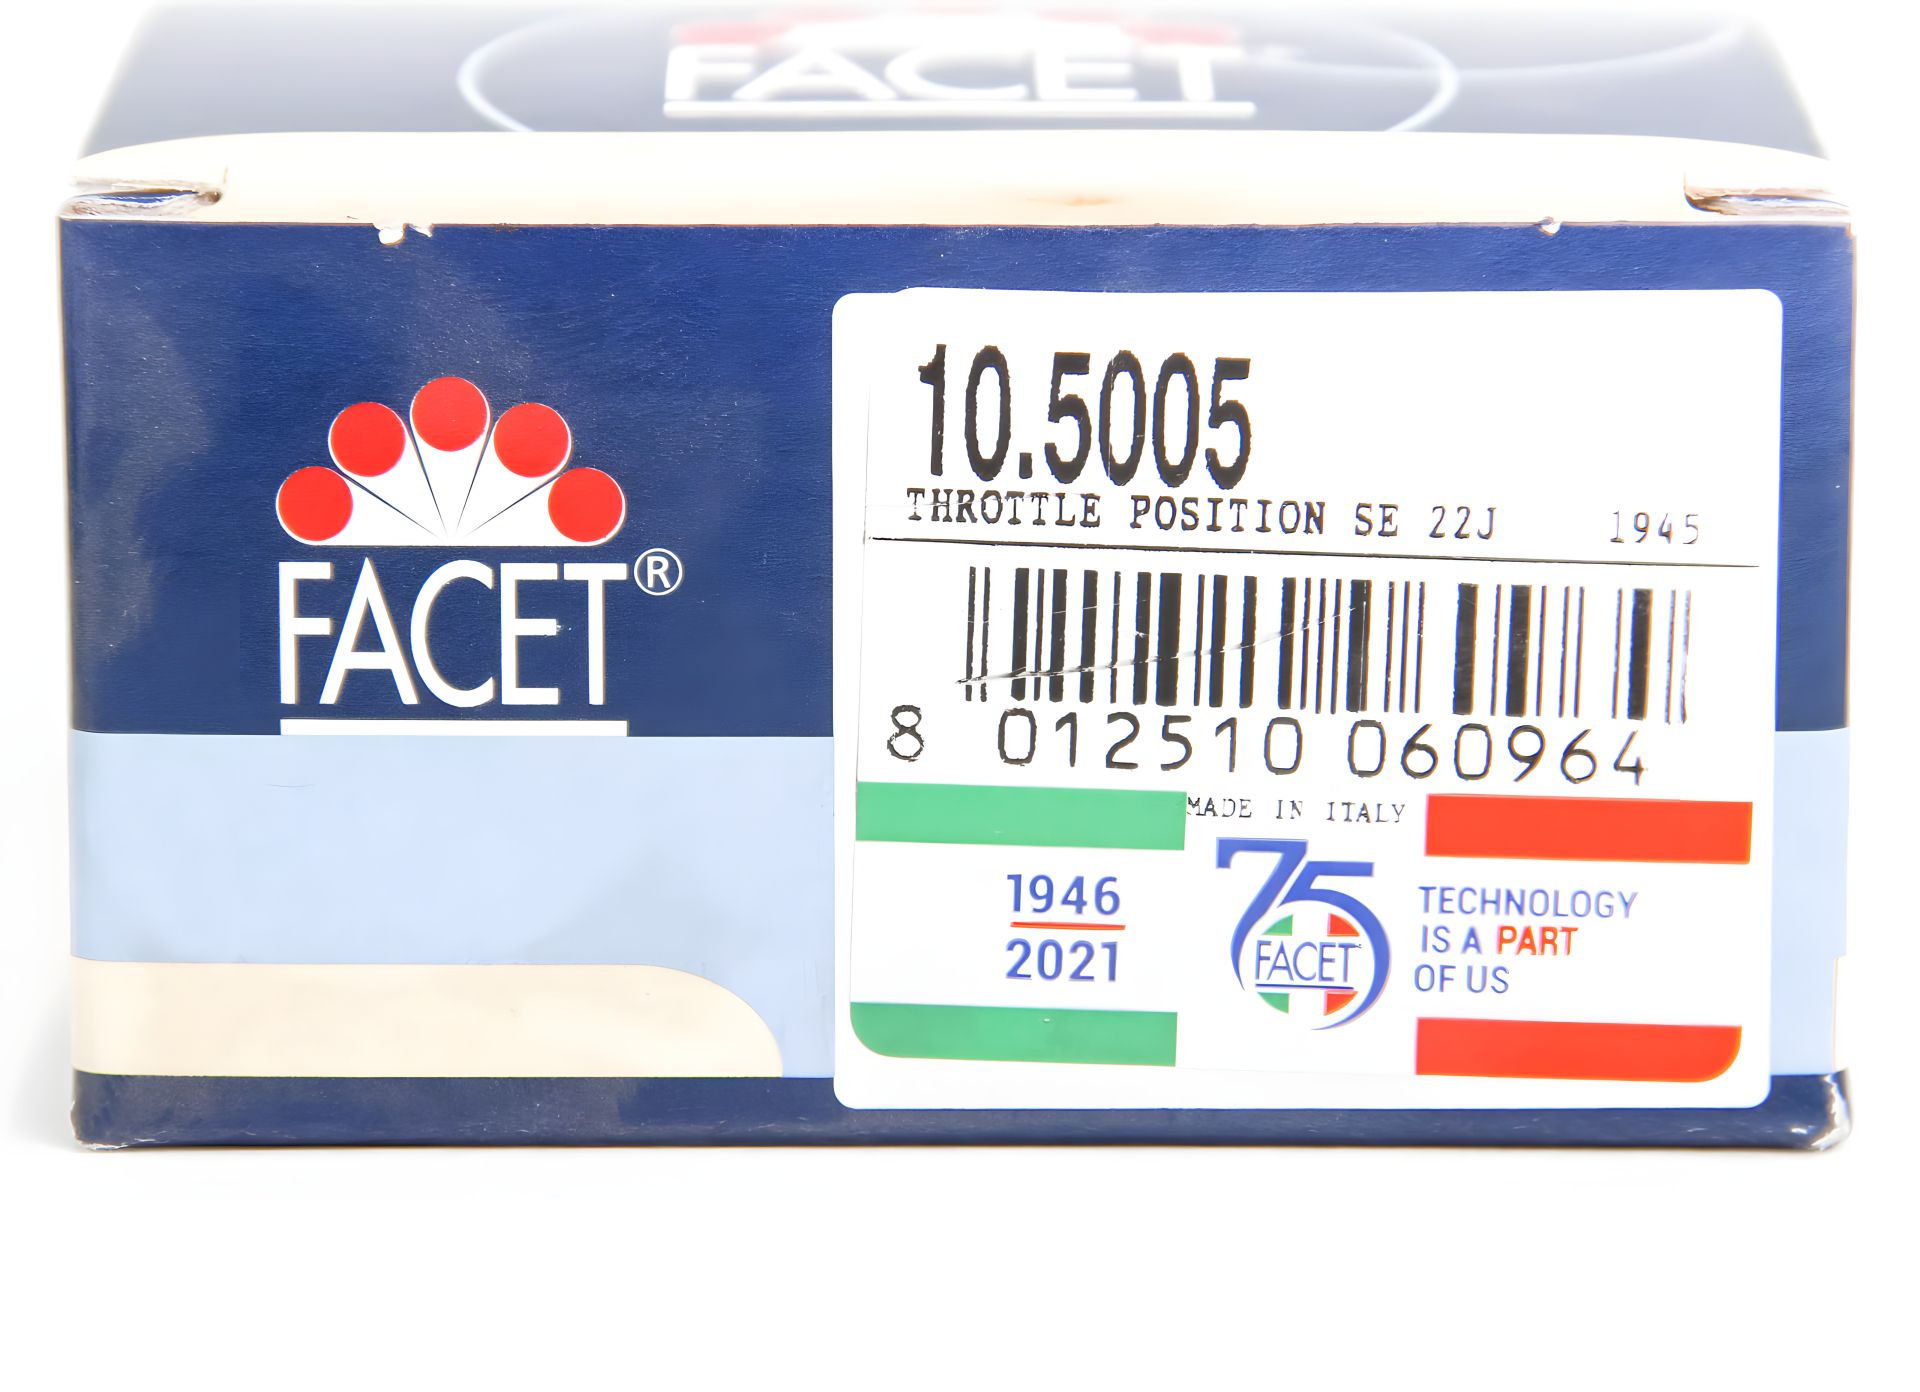 FACET
FACET®
10.5005
THROTTLE POSITION SE 22J 1945
8 012510 060964
MADE IN ITALY
1946
2021
75
FACET
TECHNOLOGY
IS A PART
OF US